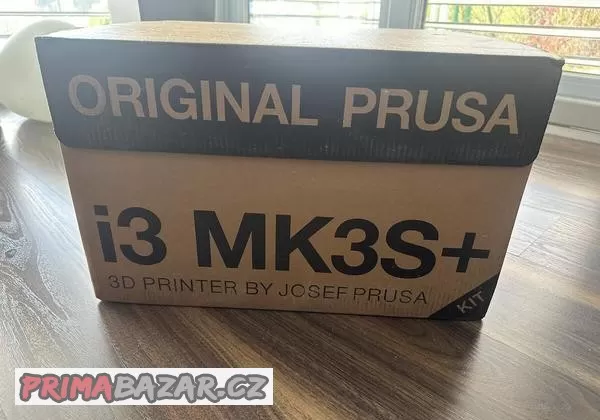 ORIGINAL PRUSA
i3 MK3S+
3D PRINTER BY JOSEF PRUSA
KIT
PRIMABAZAR.CZ